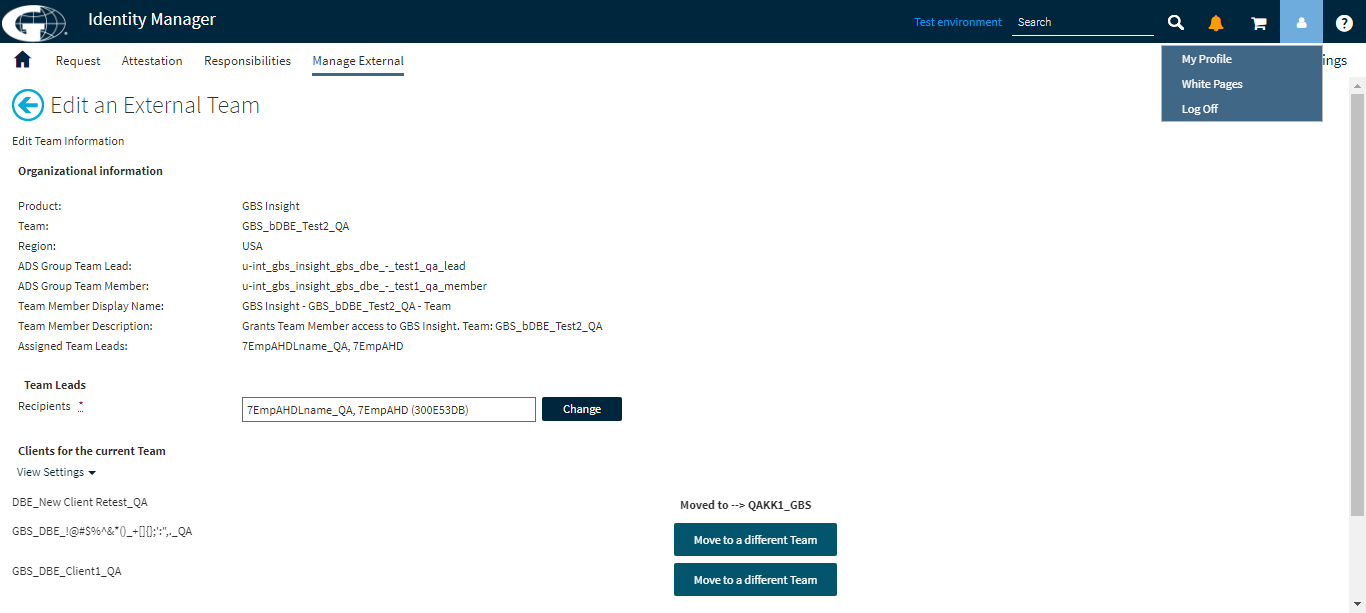 Identity Manager
Test environment
Search
My Profile
White Pages
Log Off
Request Attestation Responsibilities Manage External ings
Edit an External Team
Edit Team Information
Organizational information
Product: GBS Insight
Team: GBS_bDBE_Test2_QA
Region: USA
ADS Group Team Lead: u-int_gbs_insight_gbs_dbe_-_test1_qa_lead
ADS Group Team Member: u-int_gbs_insight_gbs_dbe_-_test1_qa_member
Team Member Display Name: GBS Insight - GBS_bDBE_Test2_QA - Team
Team Member Description: Grants Team Member access to GBS Insight. Team: GBS_bDBE_Test2_QA
Assigned Team Leads: 7EmpAHDLname_QA, 7EmpAHD
Team Leads
Recipients * 7EmpAHDLname_QA, 7EmpAHD (300E53DB) Change
Clients for the current Team
View Settings
DBE_New Client Retest_QA Moved to --> QAKK1_GBS
GBS_DBE_!@#$%^&*()_+[]{};':",._QA Move to a different Team
GBS_DBE_Client1_QA Move to a different Team